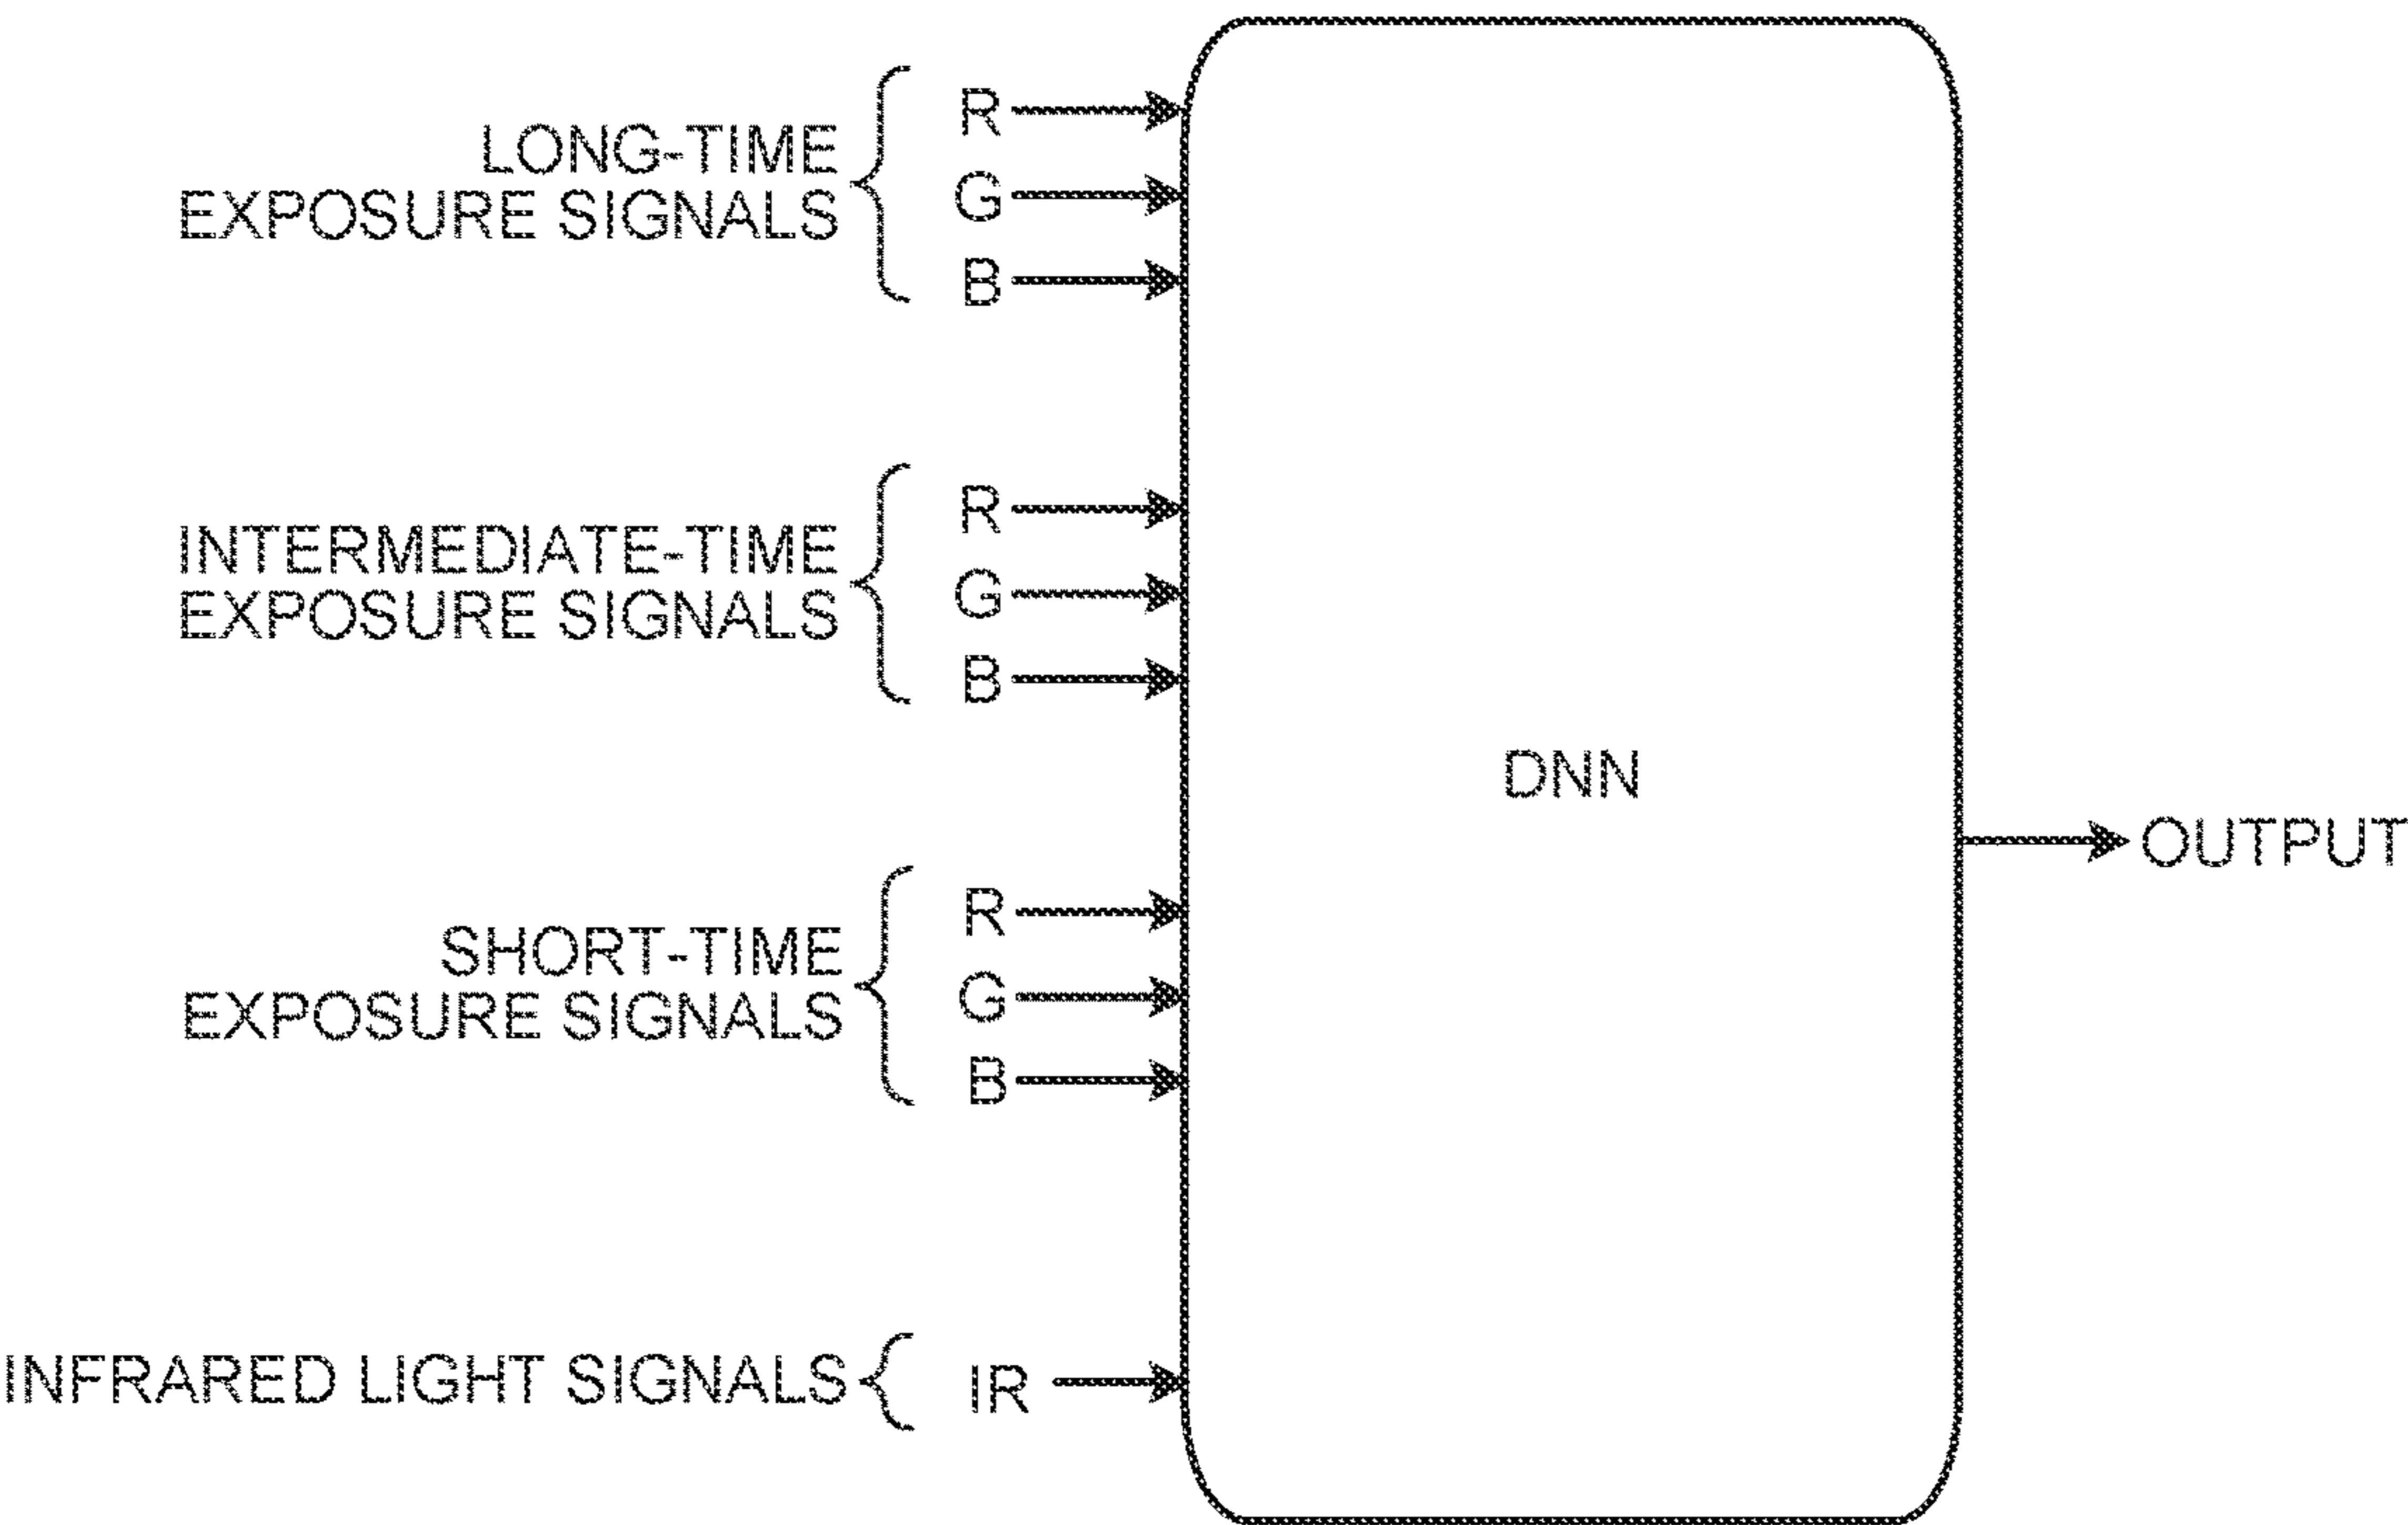 LONG-TIME
EXPOSURE SIGNALS
R
G
B
INTERMEDIATE-TIME
EXPOSURE SIGNALS
R
G
B
DNN
OUTPUT
SHORT-TIME
EXPOSURE SIGNALS
R
G
B
INFRARED LIGHT SIGNALS
IR